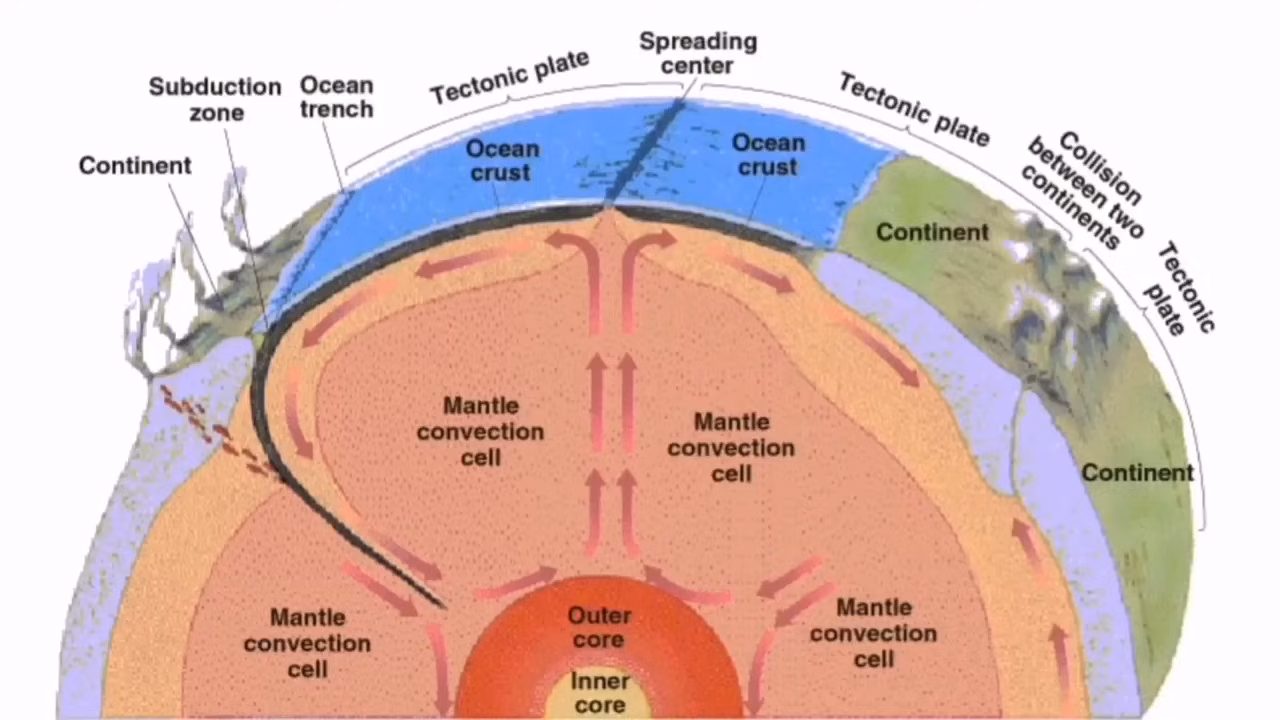 Spreading
center
Tectonic plate
Subduction
zone
Ocean
trench
Tectonic plate
Continent
Ocean
crust
Ocean
crust
Collision
between two
continents
Continent
Tectonic
plate
Mantle
convection
cell
Mantle
convection
cell
Continent
Mantle
convection
cell
Outer
core
Mantle
convection
cell
Inner
core